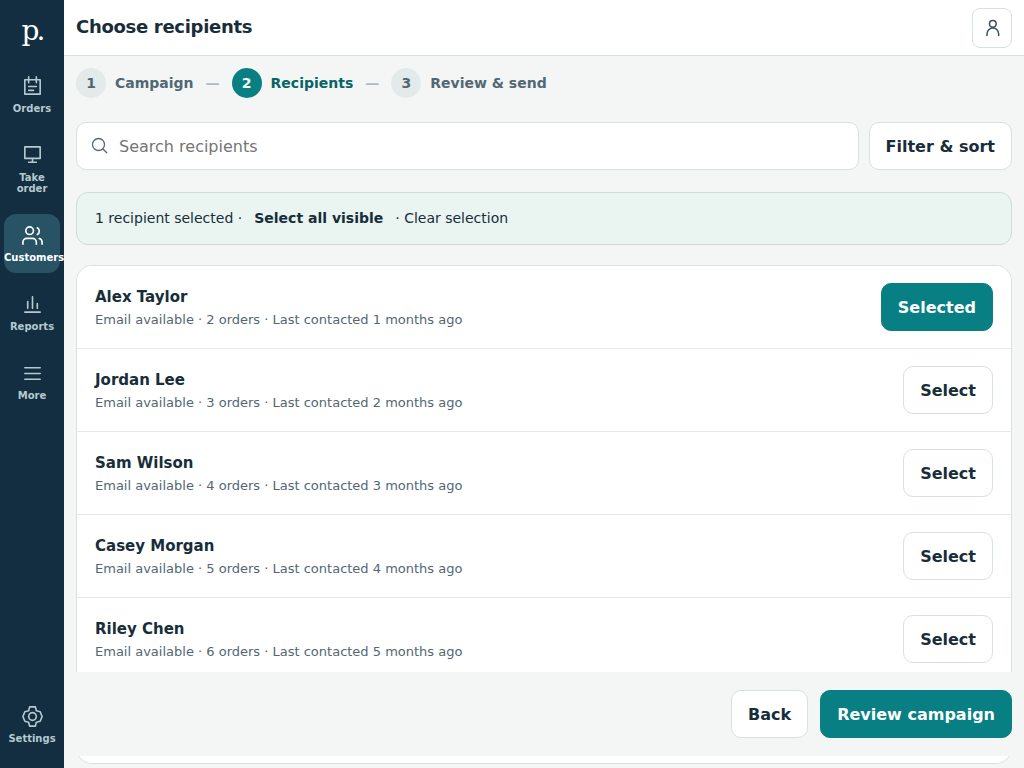 p.
Choose recipients
Orders
Take
order
Customers
Reports
More
Settings
1 Campaign — 2 Recipients — 3 Review & send
Search recipients
Filter & sort
1 recipient selected · Select all visible · Clear selection
Alex Taylor
Email available · 2 orders · Last contacted 1 months ago
Selected
Jordan Lee
Email available · 3 orders · Last contacted 2 months ago
Select
Sam Wilson
Email available · 4 orders · Last contacted 3 months ago
Select
Casey Morgan
Email available · 5 orders · Last contacted 4 months ago
Select
Riley Chen
Email available · 6 orders · Last contacted 5 months ago
Select
Back
Review campaign